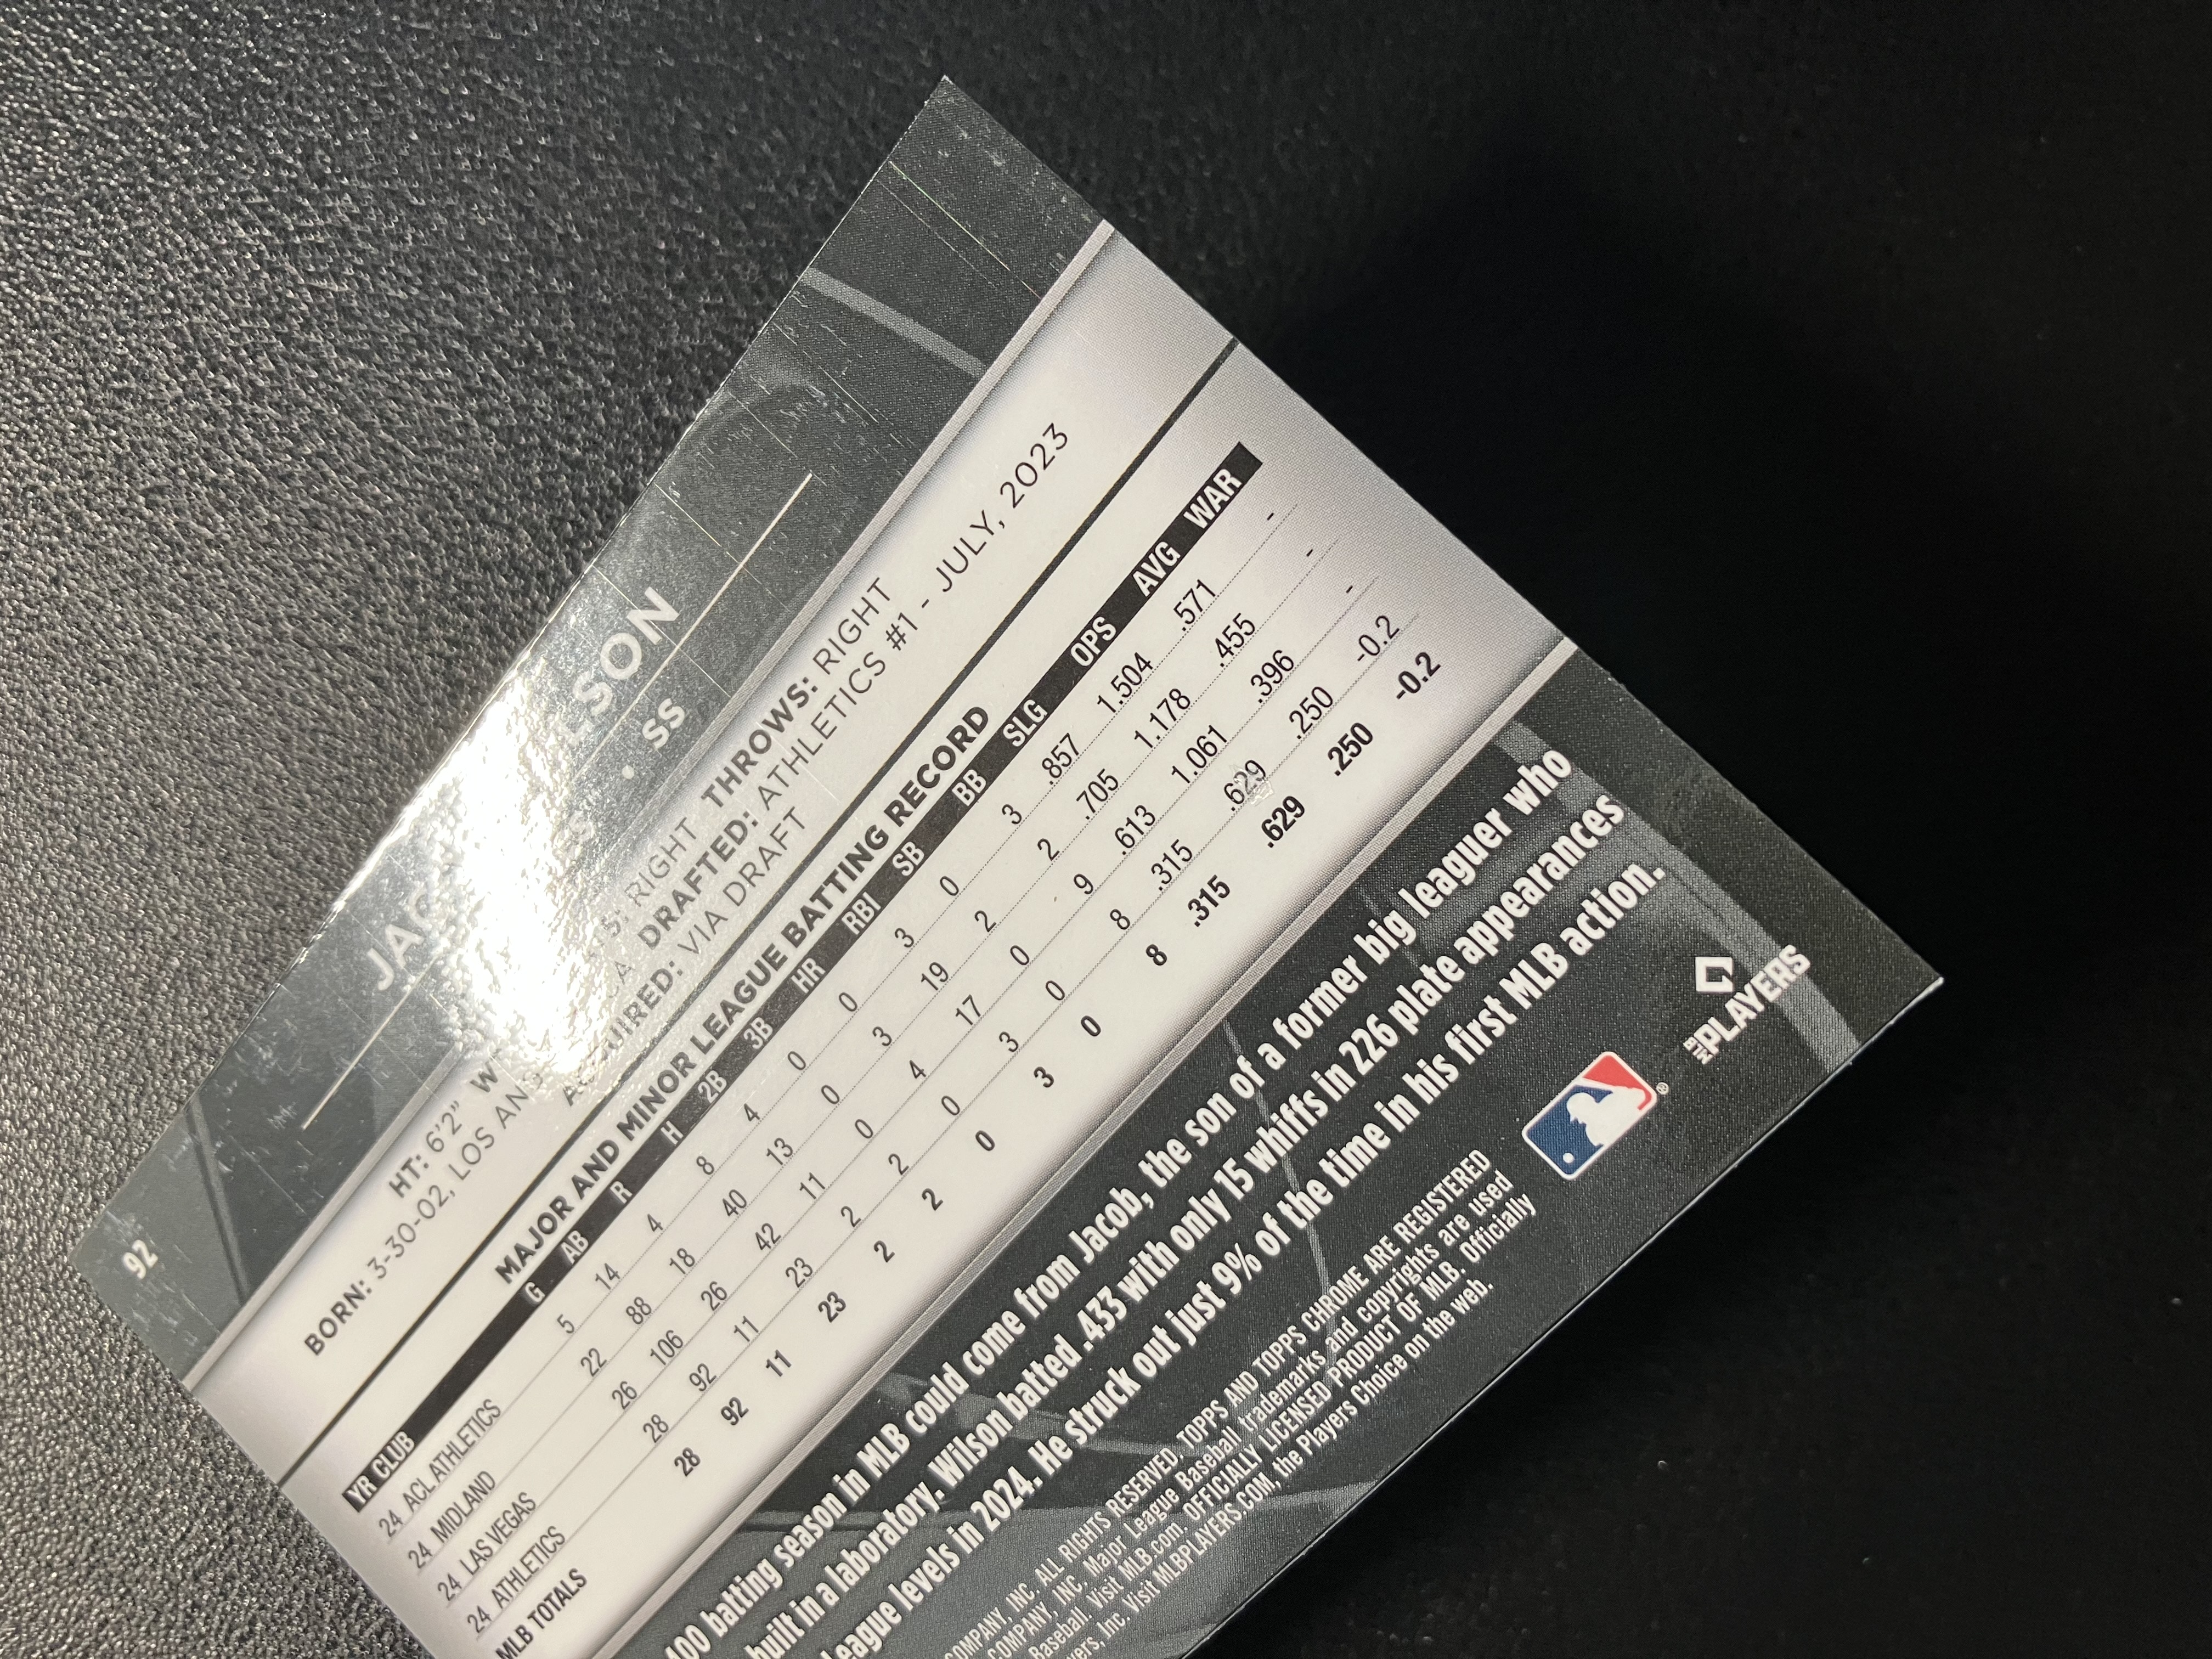 92
SS
HT: 6'2" RIGHT THROWS: RIGHT
BORN: 3-30-02, LOS DRAFTED: ATHLETICS #1 - JULY, 2023
VIA DRAFT
MAJOR AND MINOR LEAGUE BATTING RECORD
YR CLUB G AB R H 2B 3B HR RBI SB BB SLG OPS AVG WAR
24 ACL ATHLETICS 5 14 4 8 4 0 0 3 0 3 .857 1.504 .571 -
24 MIDLAND 22 88 18 40 13 0 3 19 2 2 .705 1.178 .455 -
24 LAS VEGAS 26 106 26 42 11 0 4 17 0 9 .613 1.061 .396 -
24 ATHLETICS 28 92 11 23 2 2 0 3 0 8 .315 .629 .250 -0.2
MLB TOTALS 28 92 11 23 2 2 0 3 0 8 .315 .629 .250 -0.2
.400 batting season in MLB could come from Jacob, the son of a former big leaguer who
built in a laboratory. Wilson batted .433 with only 15 whiffs in 226 plate appearances
league levels in 2024. He struck out just 9% of the time in his first MLB action.
COMPANY, INC. ALL RIGHTS RESERVED, TOPPS AND TOPPS CHROME ARE REGISTERED
COMPANY, INC. Major League Baseball trademarks and copyrights are used
Baseball. Visit MLB.com. OFFICIALLY LICENSED PRODUCT OF MLB. Officially
Inc. Visit MLBPLAYERS.COM, the Players Choice on the web.
MLB PLAYERS